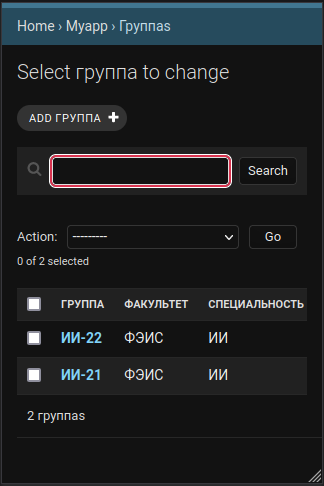 Home › Myapp › Группаs
Select группа to change
ADD ГРУППА +
Search
Action: --------- Go
0 of 2 selected
ГРУППА ФАКУЛЬТЕТ СПЕЦИАЛЬНОСТЬ
ИИ-22 ФЭИС ИИ
ИИ-21 ФЭИС ИИ
2 группаs